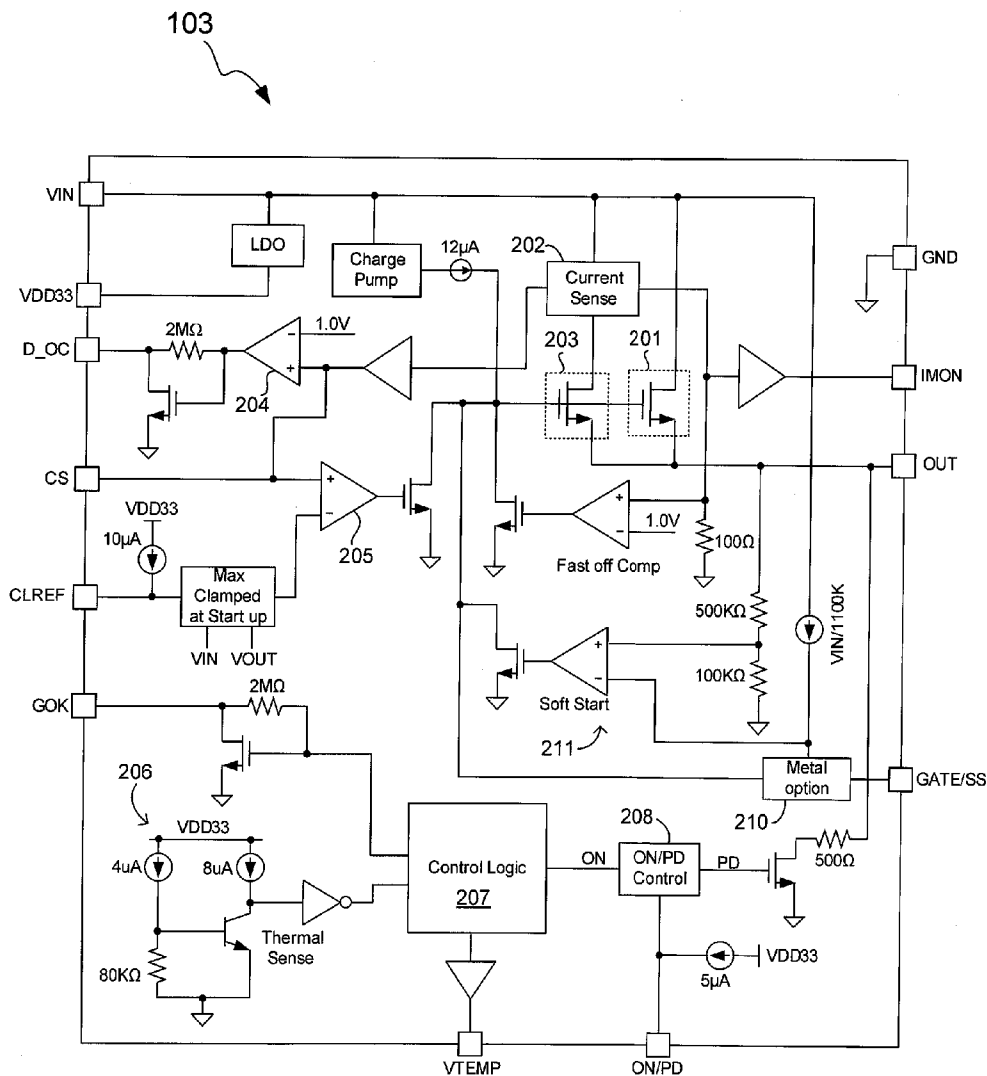 103
VIN
LDO
Charge
Pump
12µA
202
Current
Sense
GND
VDD33
D_OC
2MΩ
1.0V
204
203
201
IMON
CS
OUT
205
VDD33
10µA
1.0V
100Ω
Fast off Comp
CLREF
Max
Clamped
at Start up
VIN
VOUT
500KΩ
VIN/1100K
100KΩ
Soft Start
211
GOK
2MΩ
Metal
option
210
GATE/SS
206
VDD33
4uA
8uA
Control Logic
207
ON
208
ON/PD
Control
PD
500Ω
Thermal
Sense
80KΩ
5µA
VDD33
VTEMP
ON/PD